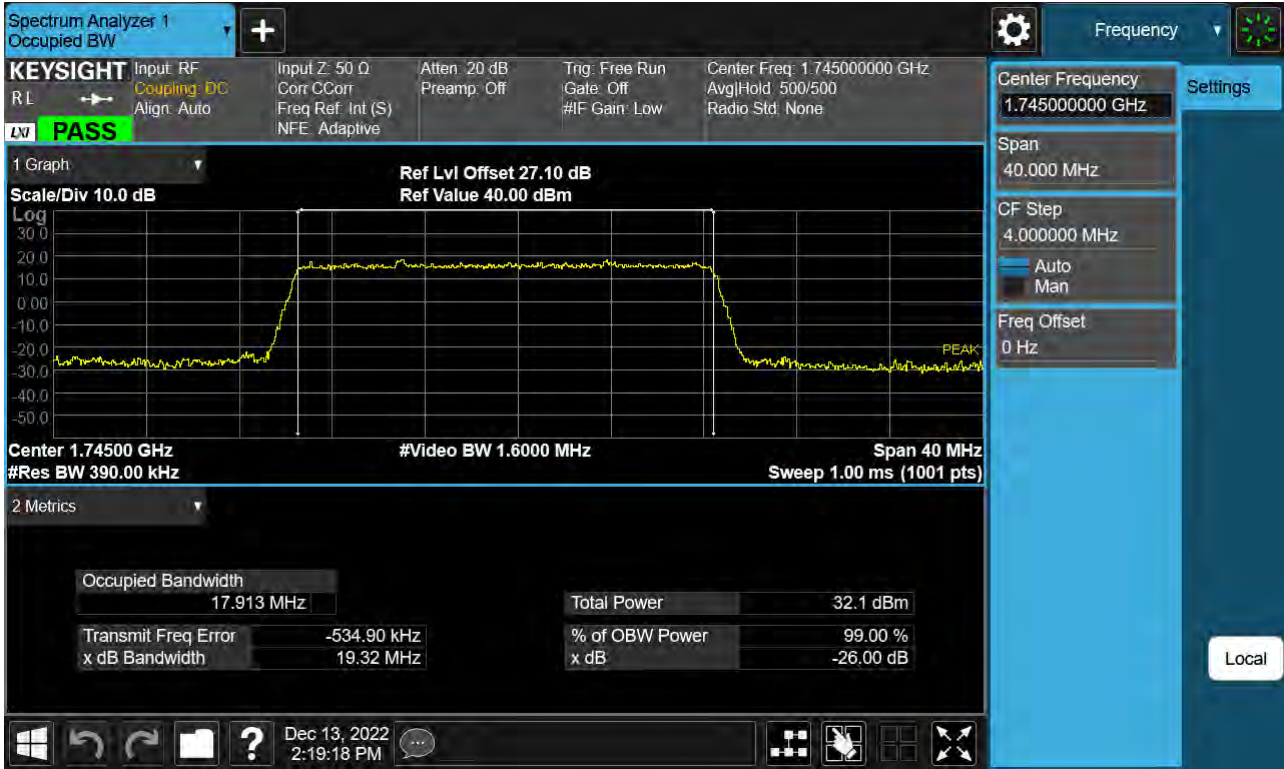 Spectrum Analyzer 1
Occupied BW
Frequency
KEYSIGHT
RL
LXI
PASS
Input: RF
Coupling: DC
Align: Auto
Input Z: 50 Ω
Corr CCorr
Freq Ref: Int (S)
NFE: Adaptive
Atten: 20 dB
Preamp: Off
Trig: Free Run
Gate: Off
#IF Gain: Low
Center Freq: 1.745000000 GHz
Avg|Hold: 500/500
Radio Std: None
Center Frequency
1.745000000 GHz
Settings
Span
40.000 MHz
CF Step
4.000000 MHz
Auto
Man
Freq Offset
0 Hz
Local
1 Graph
Scale/Div 10.0 dB
Ref Lvl Offset 27.10 dB
Ref Value 40.00 dBm
Log
30.0
20.0
10.0
0.00
-10.0
-20.0
-30.0
-40.0
-50.0
PEAK
Center 1.74500 GHz
#Video BW 1.6000 MHz
Span 40 MHz
#Res BW 390.00 kHz
Sweep 1.00 ms (1001 pts)
2 Metrics
Occupied Bandwidth
17.913 MHz
Total Power 32.1 dBm
Transmit Freq Error -534.90 kHz
% of OBW Power 99.00 %
x dB Bandwidth 19.32 MHz
x dB -26.00 dB
?
Dec 13, 2022
2:19:18 PM